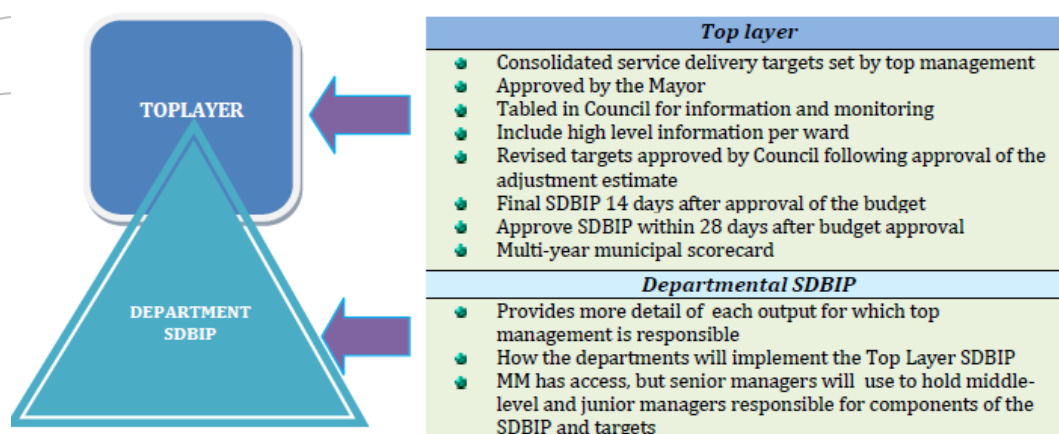 TOPLAYER
DEPARTMENT
SDBIP
Top layer
Consolidated service delivery targets set by top management
Approved by the Mayor
Tabled in Council for information and monitoring
Include high level information per ward
Revised targets approved by Council following approval of the
adjustment estimate
Final SDBIP 14 days after approval of the budget
Approve SDBIP within 28 days after budget approval
Multi-year municipal scorecard
Departmental SDBIP
Provides more detail of each output for which top
management is responsible
How the departments will implement the Top Layer SDBIP
MM has access, but senior managers will use to hold middle-
level and junior managers responsible for components of the
SDBIP and targets